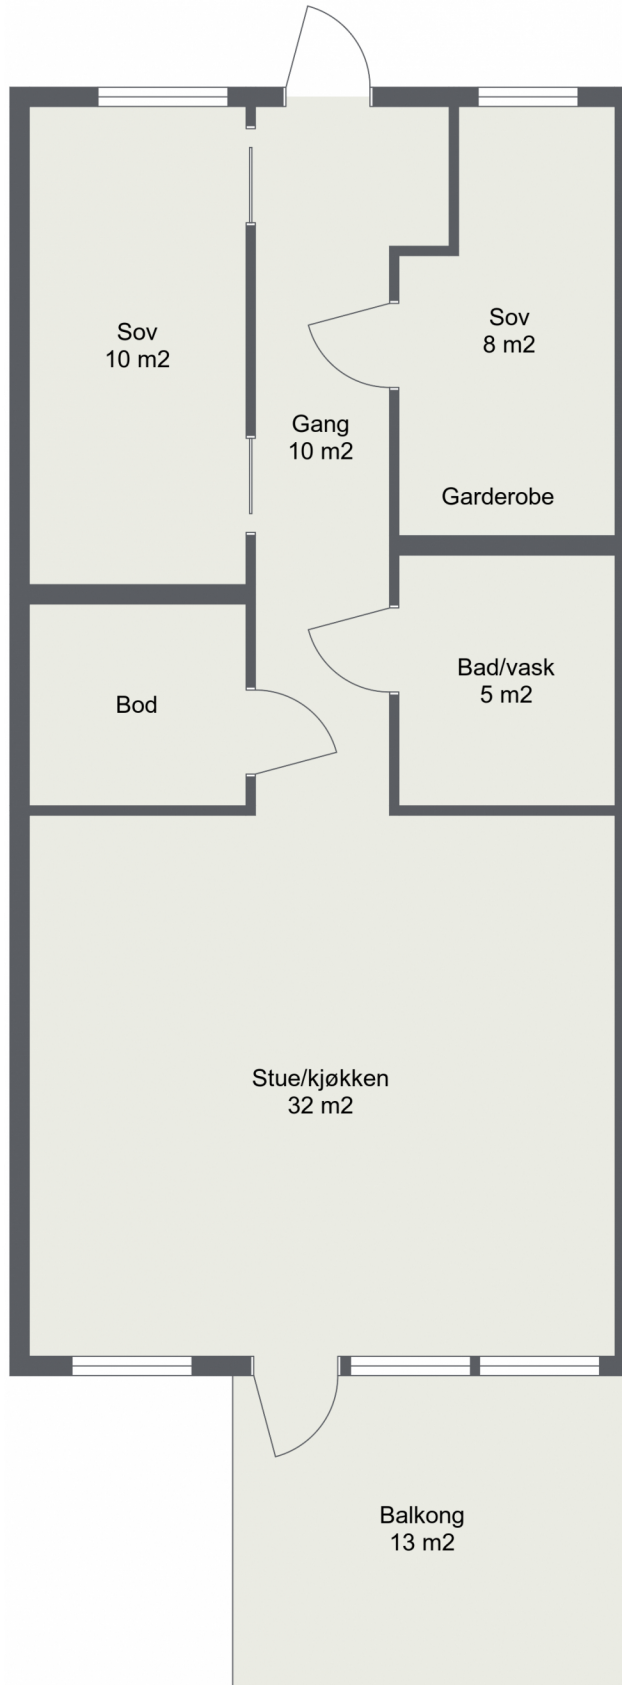 Sov
10 m2
Sov
8 m2
Gang
10 m2
Garderobe
Bod
Bad/vask
5 m2
Stue/kjøkken
32 m2
Balkong
13 m2